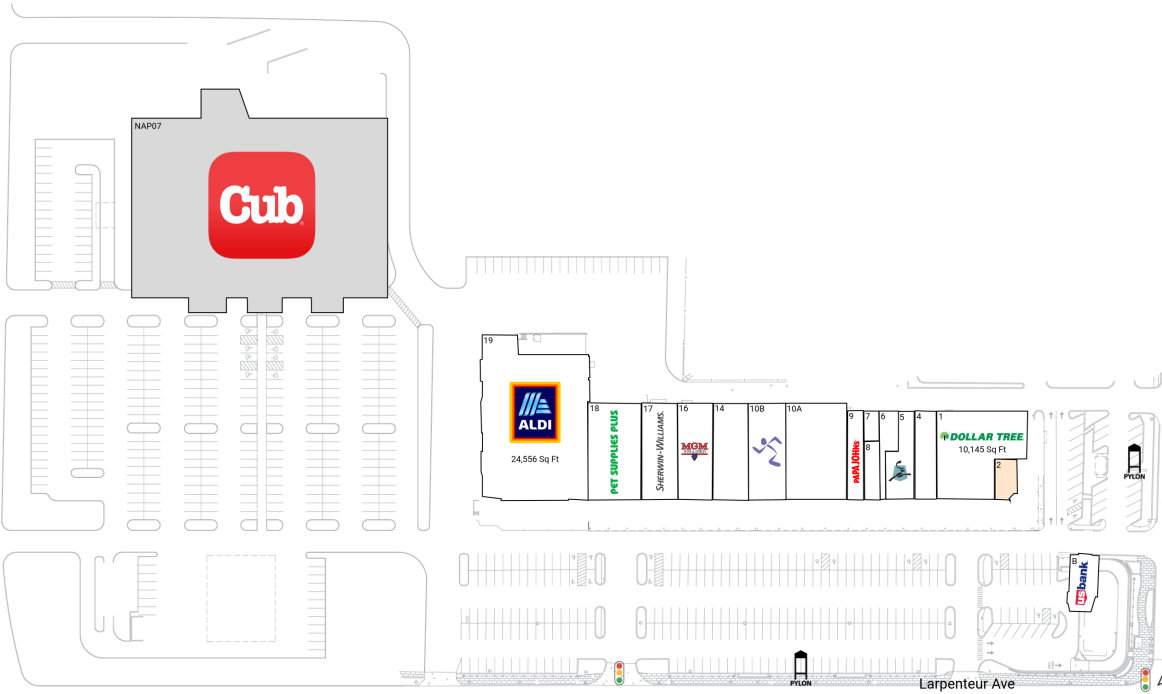 NAP07
Cub
19
ALDI
24,556 Sq Ft
18
PET SUPPLIES PLUS
17
SHERWIN-WILLIAMS.
16
MGM
14
10B
10A
9
PAPA JOHNS
7
8
6
5
4
1
DOLLAR TREE
10,145 Sq Ft
2
PYLON
B
usbank
PYLON
Larpenteur Ave